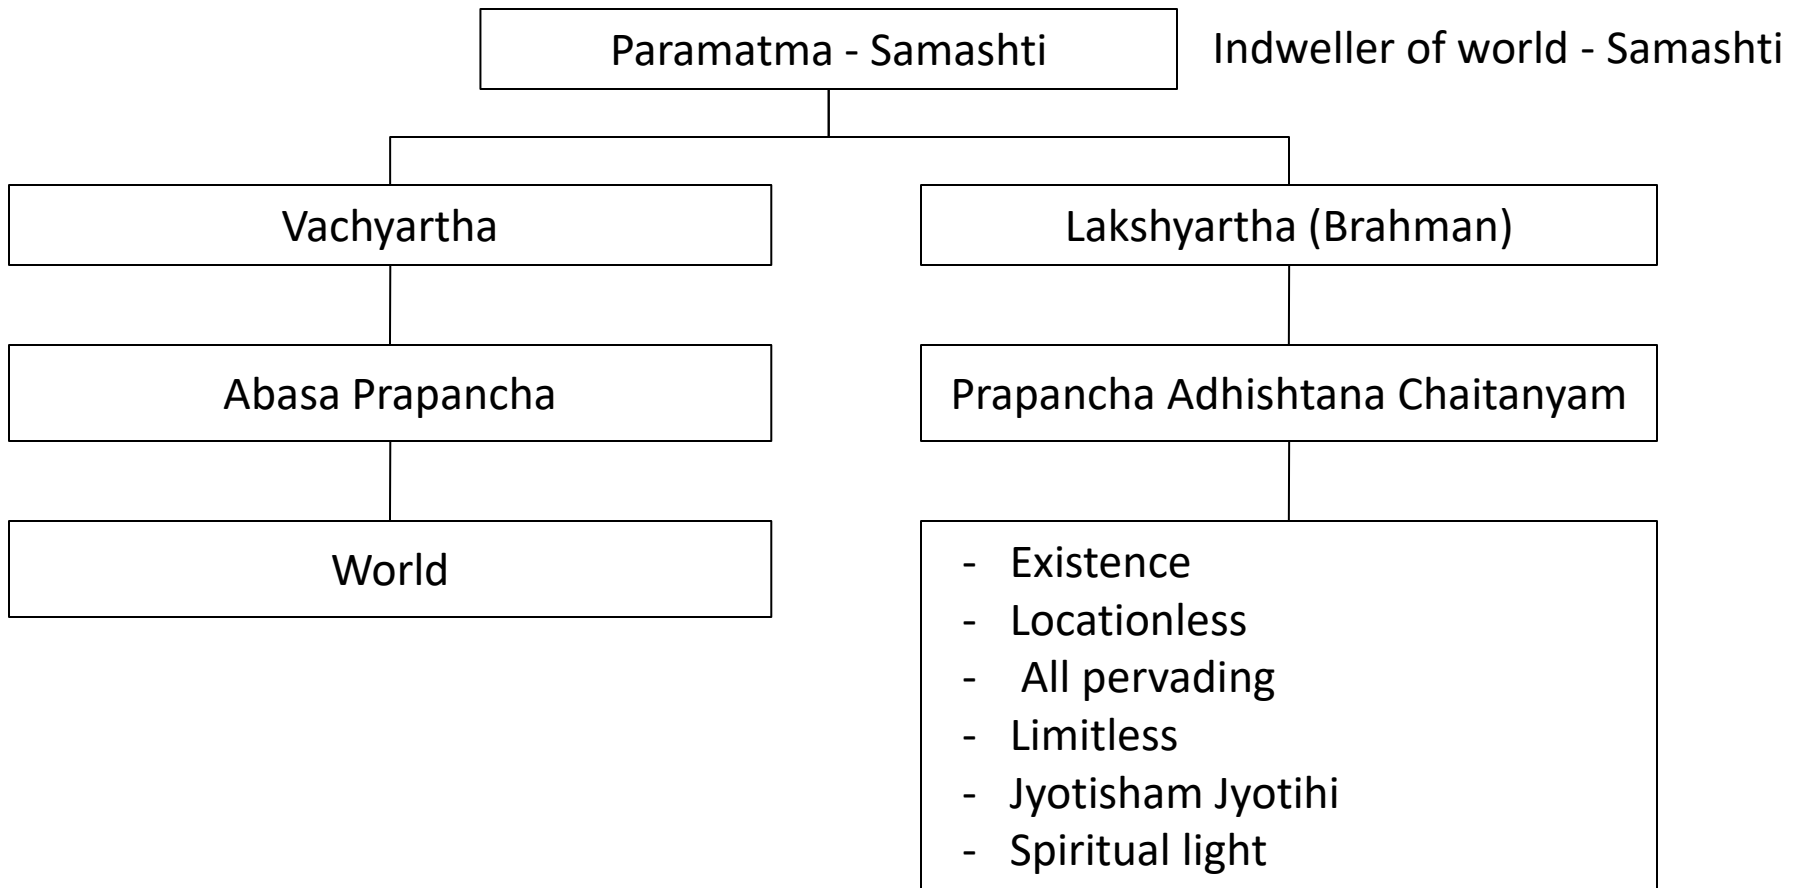 Paramatma - Samashti
Indweller of world - Samashti
Vachyartha
Lakshyartha (Brahman)
Abasa Prapancha
Prapancha Adhishtana Chaitanyam
World
- Existence
- Locationless
- All pervading
- Limitless
- Jyotisham Jyotihi
- Spiritual light